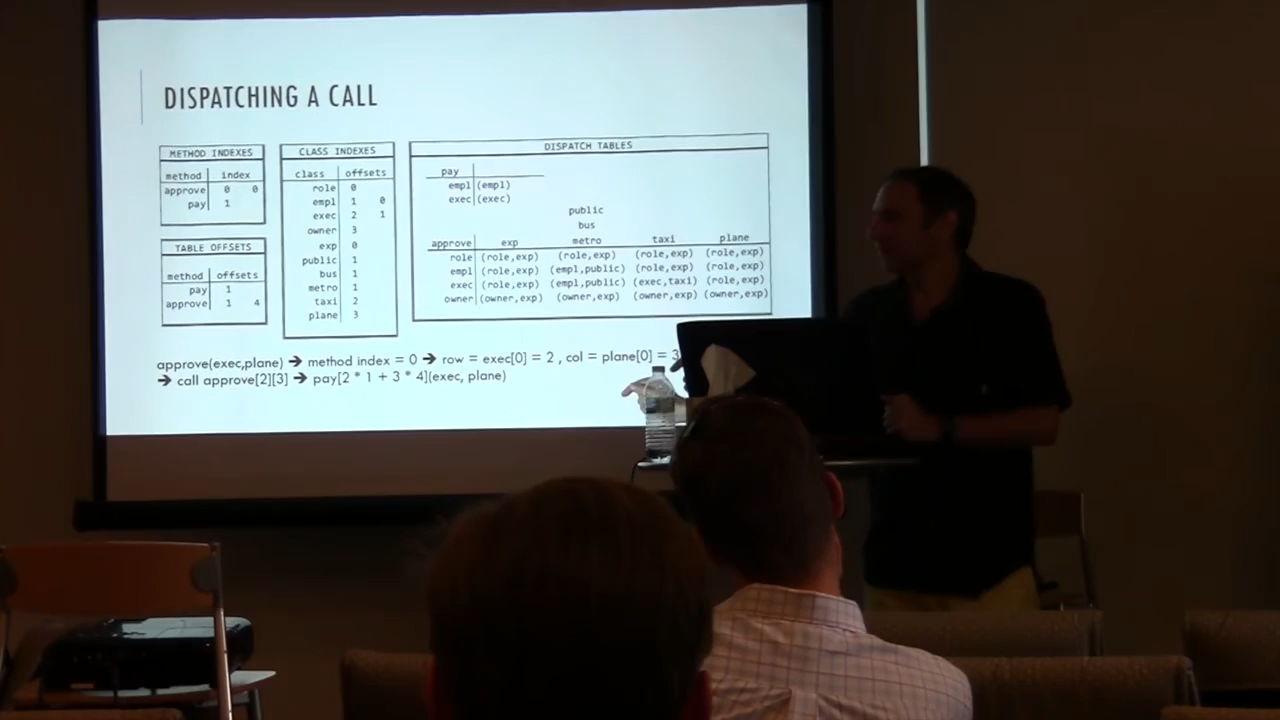 DISPATCHING A CALL
METHOD INDEXES
method index
approve 0 0
pay 1
TABLE OFFSETS
method offsets
pay 1
approve 1 4
CLASS INDEXES
class offsets
role 0
empl 1 0
exec 2 1
owner 3
exp 0
public 1
bus 1
metro 1
taxi 2
plane 3
DISPATCH TABLES
pay
empl (empl)
exec (exec)
public
bus
approve exp metro taxi plane
role (role,exp) (role,exp) (role,exp) (role,exp)
empl (role,exp) (empl,public) (role,exp) (role,exp)
exec (role,exp) (empl,public) (exec,taxi) (role,exp)
owner (owner,exp) (owner,exp) (owner,exp) (owner,exp)
approve(exec,plane) ➔ method index = 0 ➔ row = exec[0] = 2 , col = plane[0] = 3
➔ call approve[2][3] ➔ pay[2 * 1 + 3 * 4](exec, plane)